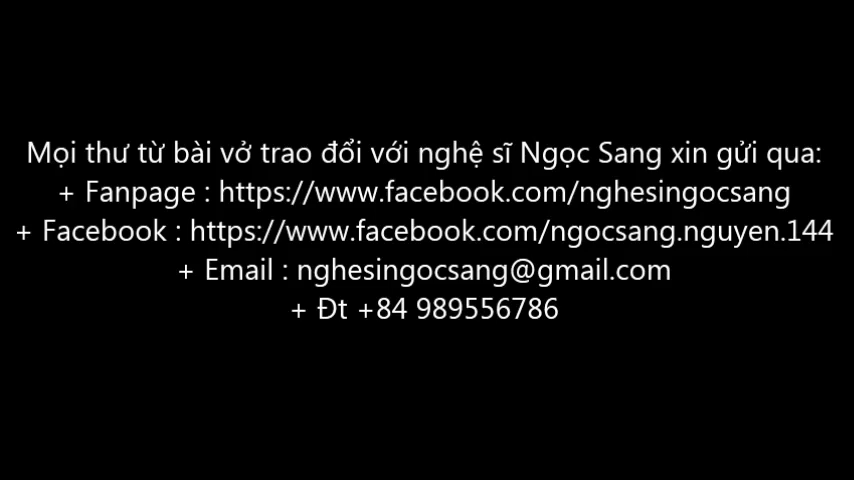 Mọi thư từ bài vở trao đổi với nghệ sĩ Ngọc Sang xin gửi qua:
+ Fanpage : https://www.facebook.com/nghesingocsang
+ Facebook : https://www.facebook.com/ngocsang.nguyen.144
+ Email : nghesingocsang@gmail.com
+ Đt +84 989556786